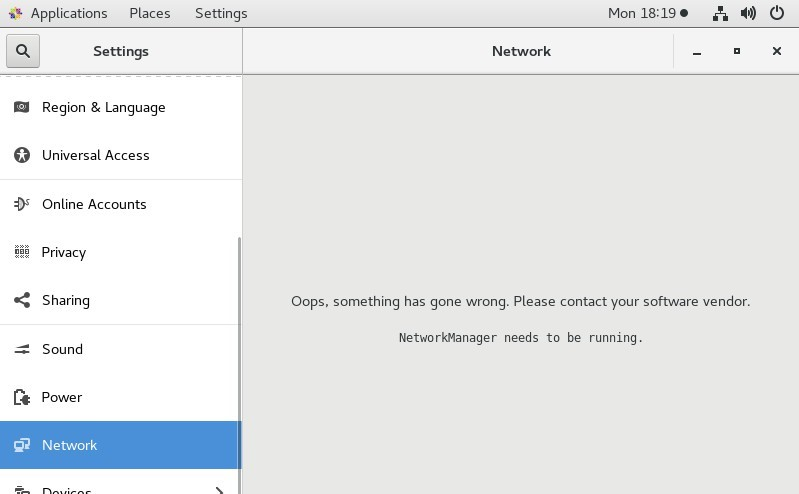 Applications Places Settings Mon 18:19
Settings Network
Region & Language
Universal Access
Online Accounts
Privacy
Sharing
Oops, something has gone wrong. Please contact your software vendor.
NetworkManager needs to be running.
Sound
Power
Network
Devices